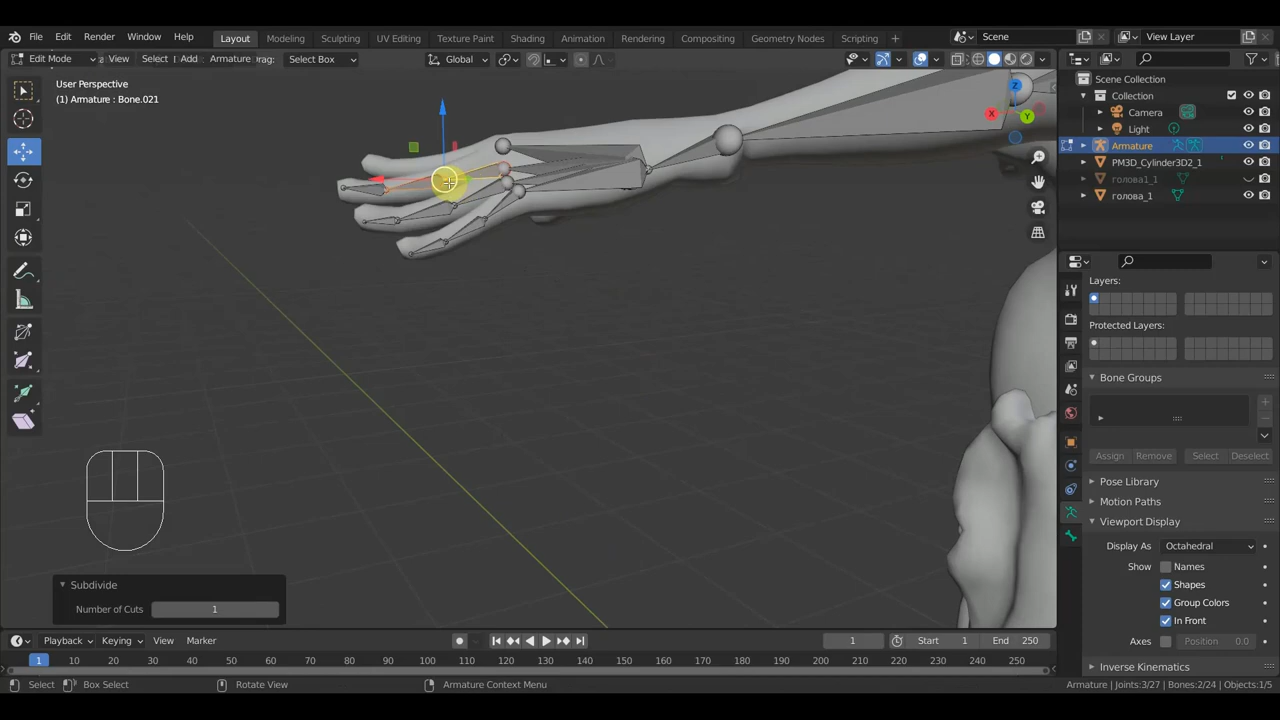 File Edit Render Window Help Layout Modeling Sculpting UV Editing Texture Paint Shading Animation Rendering Compositing Geometry Nodes Scripting + Scene View Layer
Edit Mode View Select Add Armature Drag: Select Box Global
User Perspective
(1) Armature : Bone.021
Z
X
Y
Scene Collection
Collection
Camera
Light
Armature
PM3D_Cylinder3D2_1
голова1_1
голова_1
Layers:
Protected Layers:
Bone Groups
Assign Remove Select Deselect
Pose Library
Motion Paths
Viewport Display
Display As Octahedral
Show Names
Shapes
Group Colors
In Front
Axes Position 0.0
Inverse Kinematics
Subdivide
Number of Cuts 1
Playback Keying View Marker 1 Start 1 End 250
1 10 20 30 40 50 60 70 80 90 100 110 120 130 140 150 160 170 180 190 200 210 220 230 240 250
Select Box Select Rotate View Armature Context Menu Armature | Joints:3/27 | Bones:2/24 | Objects:1/5